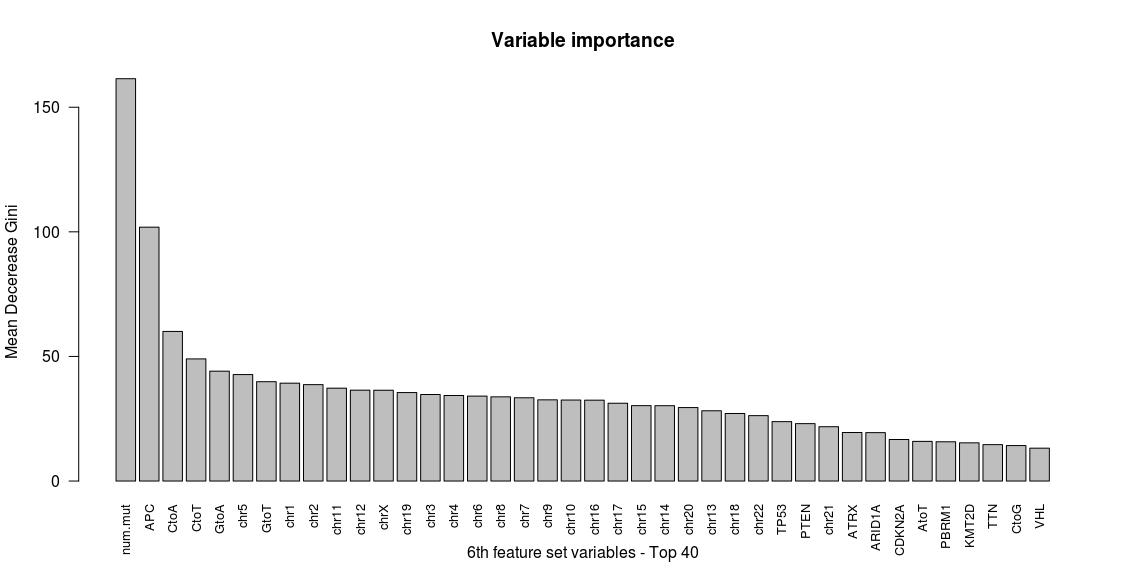 Variable importance
Mean Decerease Gini
150
100
50
0
num.mut
APC
CtoA
CtoT
GtoA
chr5
GtoT
chr1
chr2
chr11
chr12
chrX
chr19
chr3
chr4
chr6
chr8
chr7
chr9
chr10
chr16
chr17
chr15
chr14
chr20
chr13
chr18
chr22
TP53
PTEN
chr21
ATRX
ARID1A
CDKN2A
AtoT
PBRM1
KMT2D
TTN
CtoG
VHL
6th feature set variables - Top 40